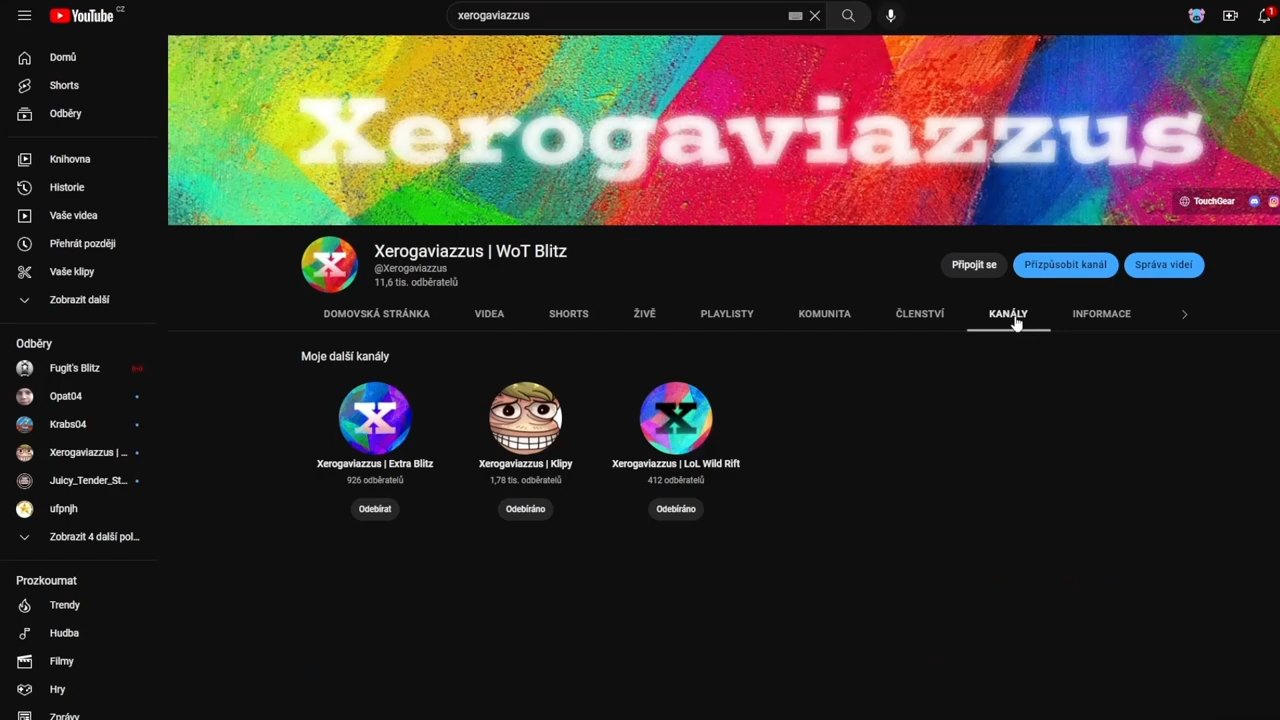 YouTube CZ
xerogaviazzus
1
Domů
Shorts
Odběry
Knihovna
Historie
Vaše videa
Přehrát později
Vaše klipy
Zobrazit další
Odběry
Fugit's Blitz
Opat04
Krabs04
Xerogaviazzus | ...
Juicy_Tender_St...
ufpnjh
Zobrazit 4 další pol...
Prozkoumat
Trendy
Hudba
Filmy
Hry
Zprávy
Xerogaviazzus
TouchGear
X
Xerogaviazzus | WoT Blitz
@Xerogaviazzus
11,6 tis. odběratelů
Připojit se
Přizpůsobit kanál
Správa videí
DOMOVSKÁ STRÁNKA
VIDEA
SHORTS
ŽIVĚ
PLAYLISTY
KOMUNITA
ČLENSTVÍ
KANÁLY
INFORMACE
Moje další kanály
X
Xerogaviazzus | Extra Blitz
926 odběratelů
Odebírat
Xerogaviazzus | Klipy
1,78 tis. odběratelů
Odebíráno
X
Xerogaviazzus | LoL Wild Rift
412 odběratelů
Odebíráno